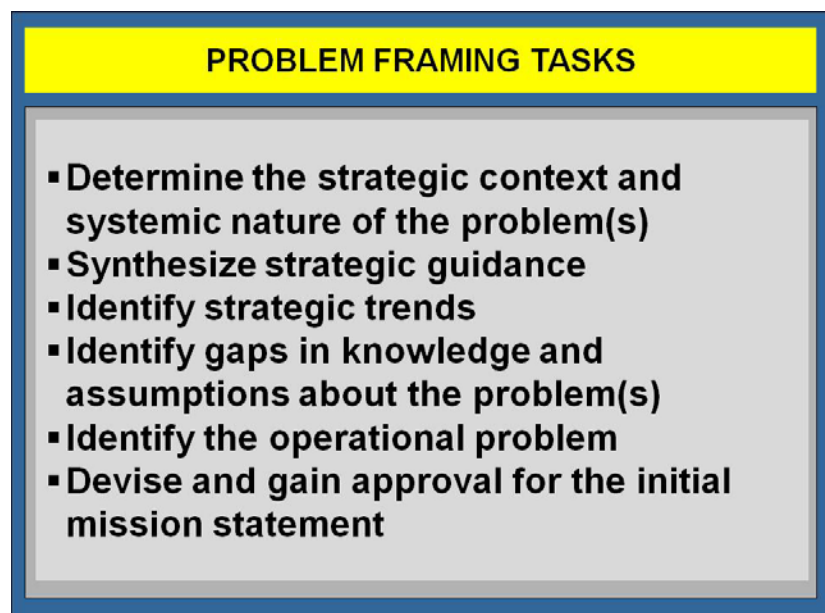 PROBLEM FRAMING TASKS
▪ Determine the strategic context and
systemic nature of the problem(s)
▪ Synthesize strategic guidance
▪ Identify strategic trends
▪ Identify gaps in knowledge and
assumptions about the problem(s)
▪ Identify the operational problem
▪ Devise and gain approval for the initial
mission statement